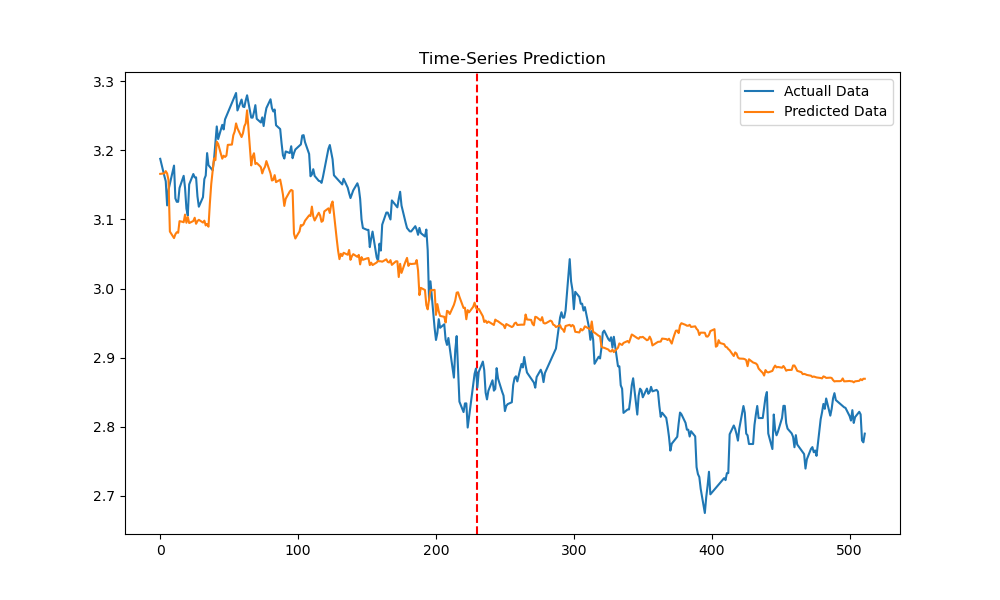 Time-Series Prediction
Actuall Data
Predicted Data
3.3
3.2
3.1
3.0
2.9
2.8
2.7
0 100 200 300 400 500